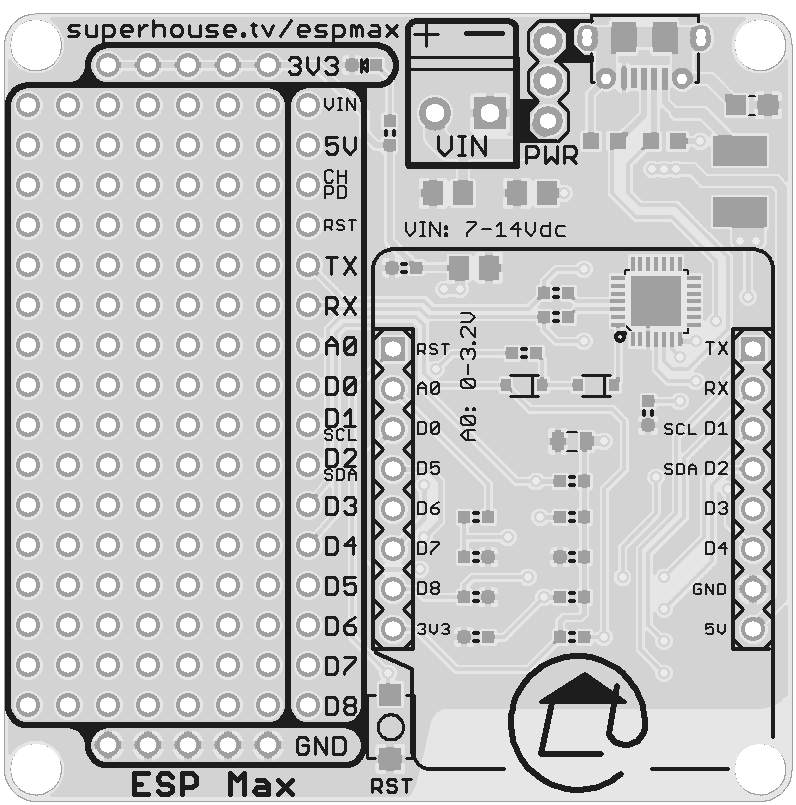 superhouse.tv/espmax
3V3
+ −
VIN
PWR
VIN
5V
CH
PD
RST
TX
RX
A0
D0
D1
SCL
D2
SDA
D3
D4
D5
D6
D7
D8
GND
ESP Max
RST
VIN: 7-14Vdc
A0: 0-3.2V
RST
A0
D0
D5
D6
D7
D8
3V3
TX
RX
SCL D1
SDA D2
D3
D4
GND
5V